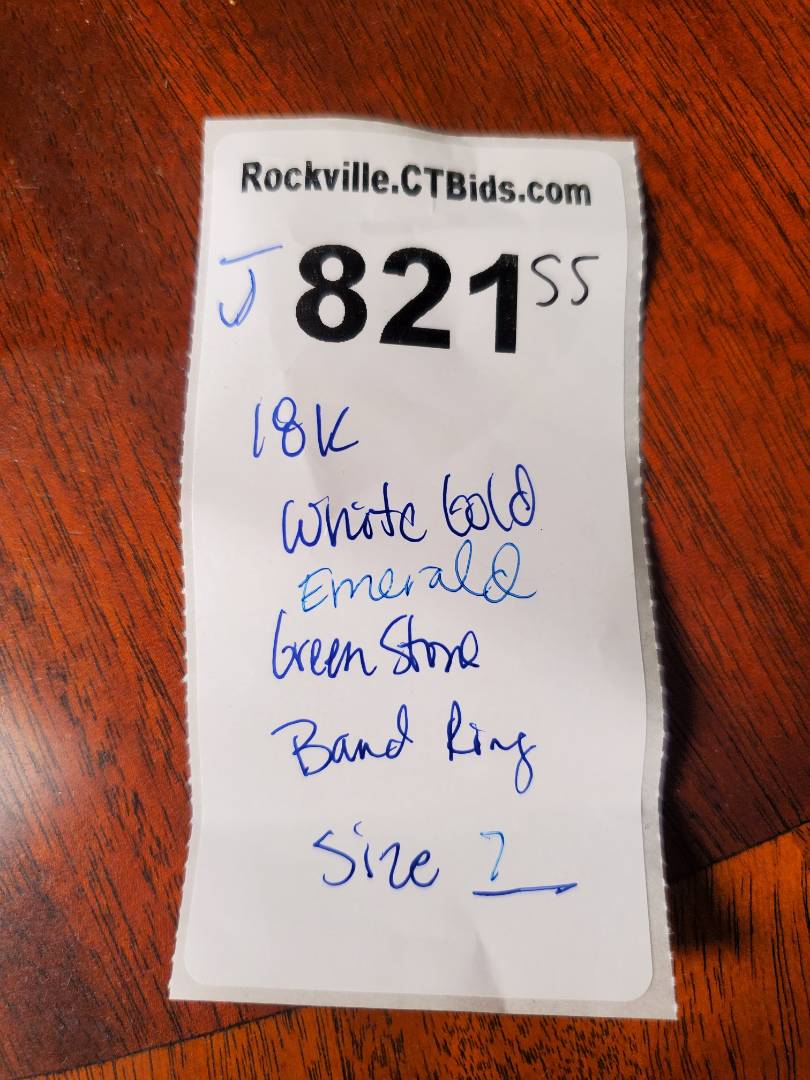 Rockville.CTBids.com
J 821 SS
18K
White Gold
Emerald
Green Stone
Band Ring
Size 7